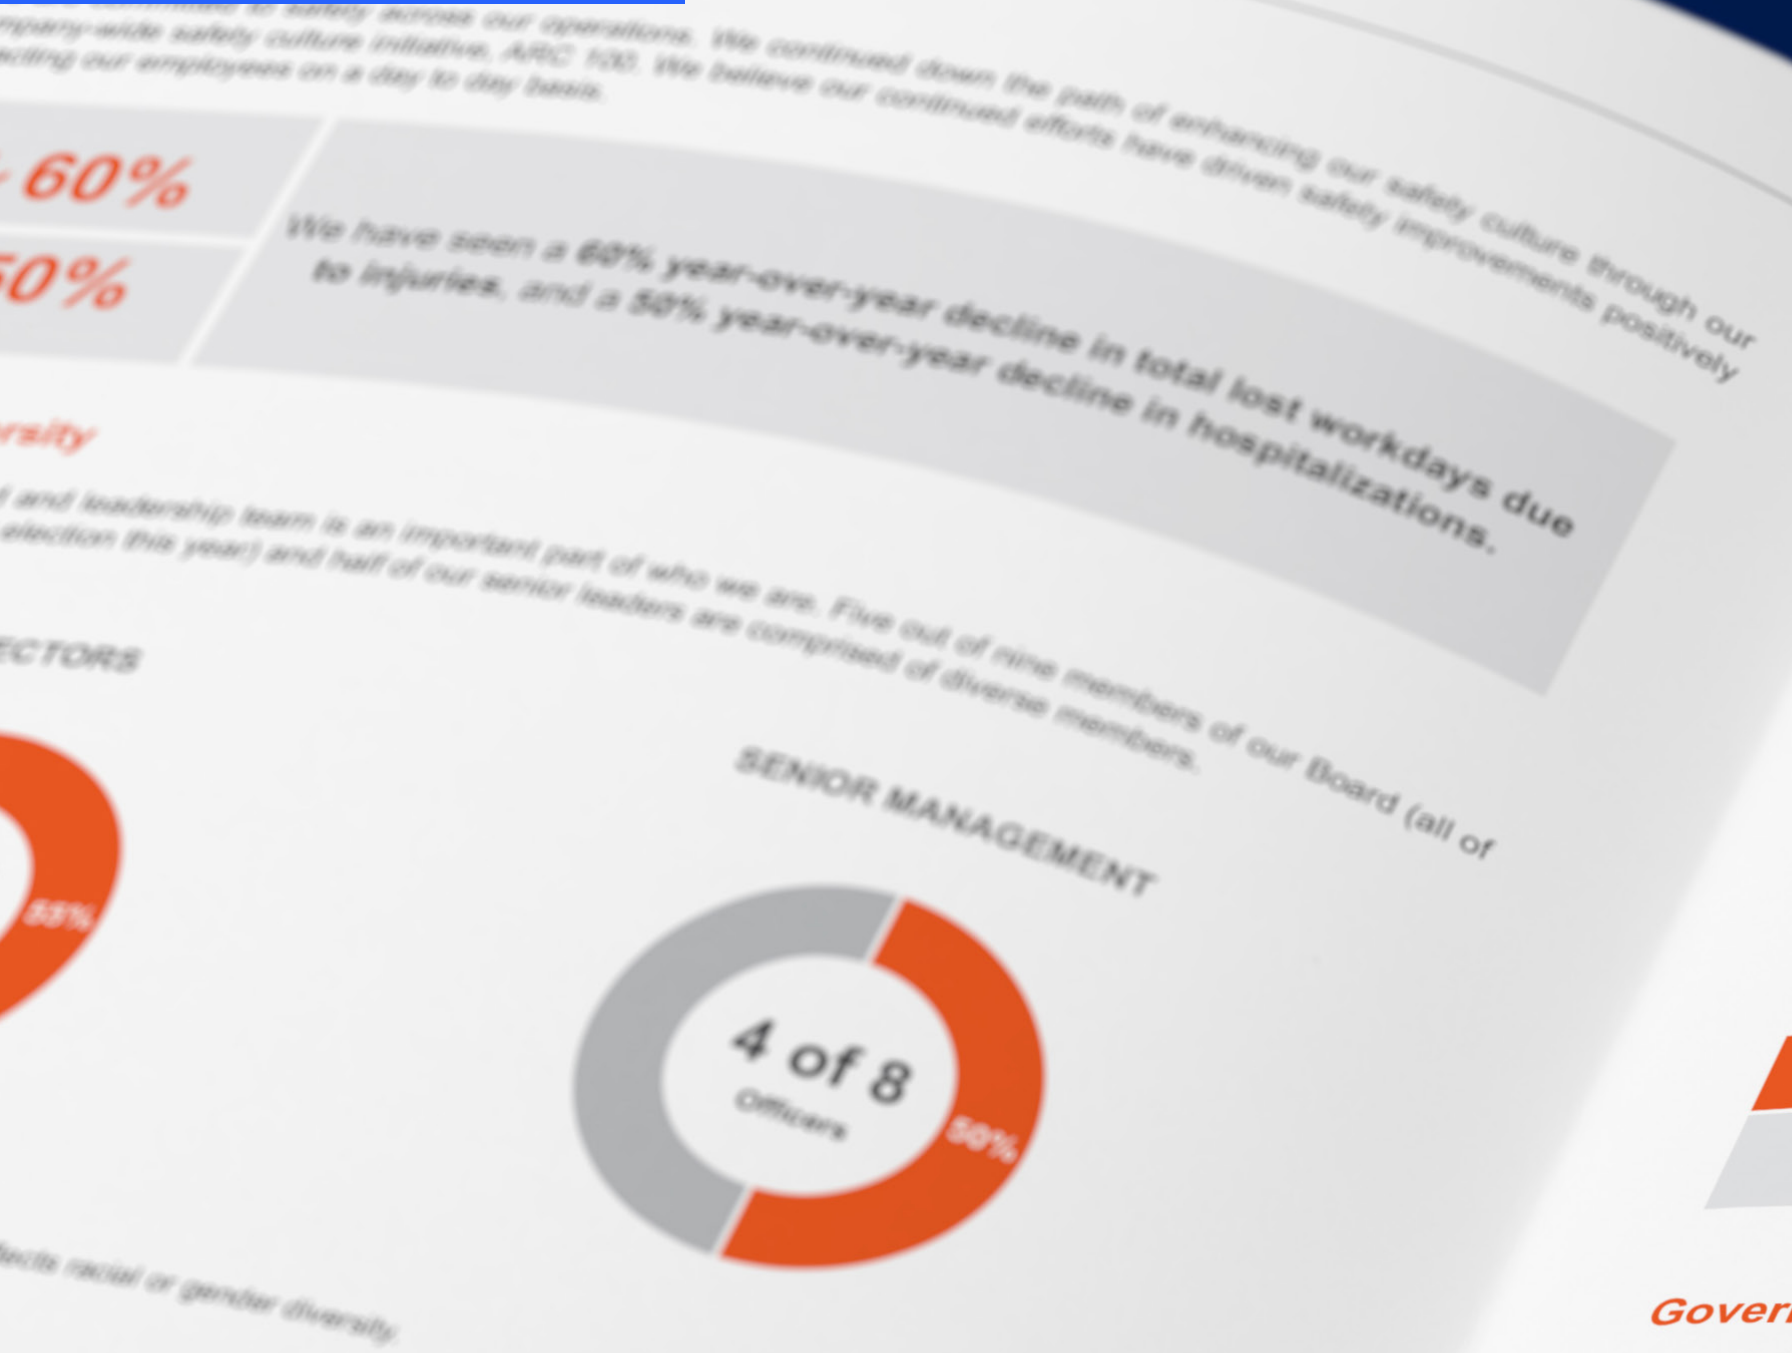 committed to safety across our operations. We continued down the path of enhancing our safety culture through our
company-wide safety culture initiative, ARC 100. We believe our continued efforts have driven safety improvements positively
our employees on a day to day basis.
60%
50%
We have seen a 60% year-over-year decline in total lost workdays due
to injuries, and a 50% year-over-year decline in hospitalizations.
ersity
and leadership team is an important part of who we are. Five out of nine members of our Board (all of
election this year) and half of our senior leaders are comprised of diverse members.
ECTORS
SENIOR MANAGEMENT
55%
4 of 8
Officers
50%
racial or gender diversity.
Govern